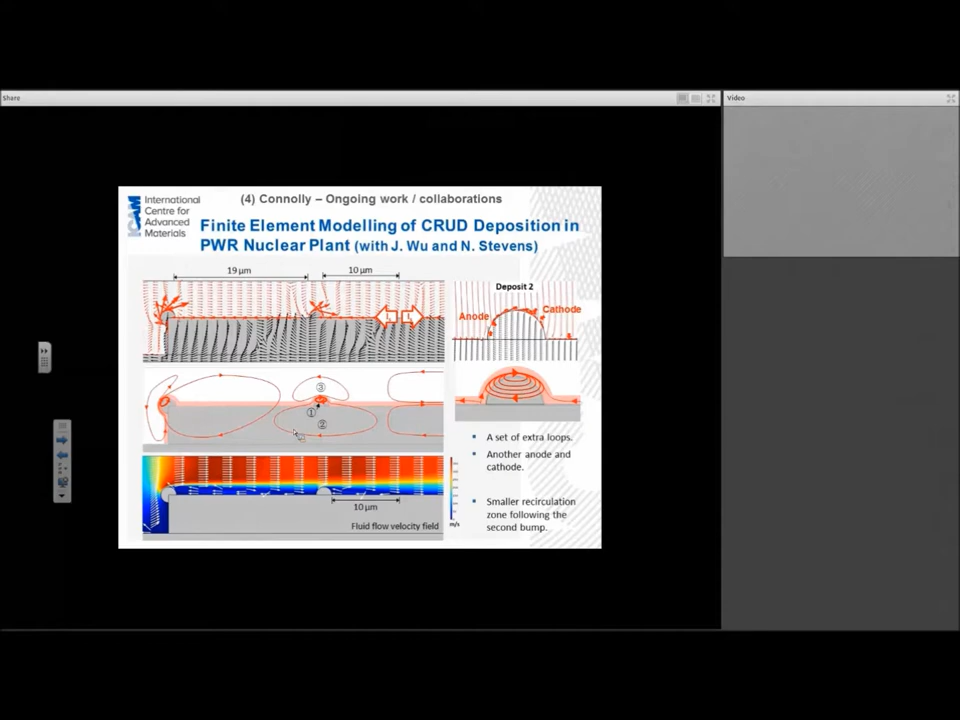 Share
Video
ICAM
International
Centre for
Advanced
Materials
(4) Connolly – Ongoing work / collaborations
Finite Element Modelling of CRUD Deposition in
PWR Nuclear Plant (with J. Wu and N. Stevens)
19 µm
10 µm
Deposit 2
Anode
Cathode
③
①
②
A set of extra loops.
Another anode and
cathode.
Smaller recirculation
zone following the
second bump.
10 µm
Fluid flow velocity field
m/s